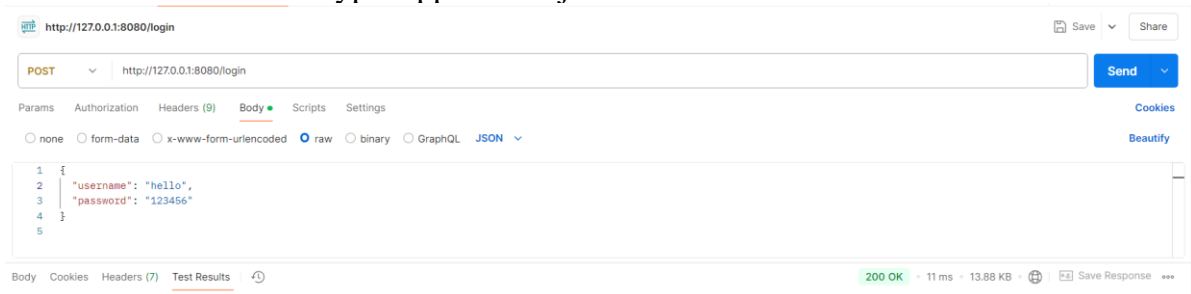 HTTP http://127.0.0.1:8080/login Save Share
POST http://127.0.0.1:8080/login Send
Params Authorization Headers (9) Body Scripts Settings Cookies
none form-data x-www-form-urlencoded raw binary GraphQL JSON Beautify
1 {
2 "username": "hello",
3 "password": "123456"
4 }
5
Body Cookies Headers (7) Test Results 200 OK • 11 ms • 13.88 KB • e.g. Save Response